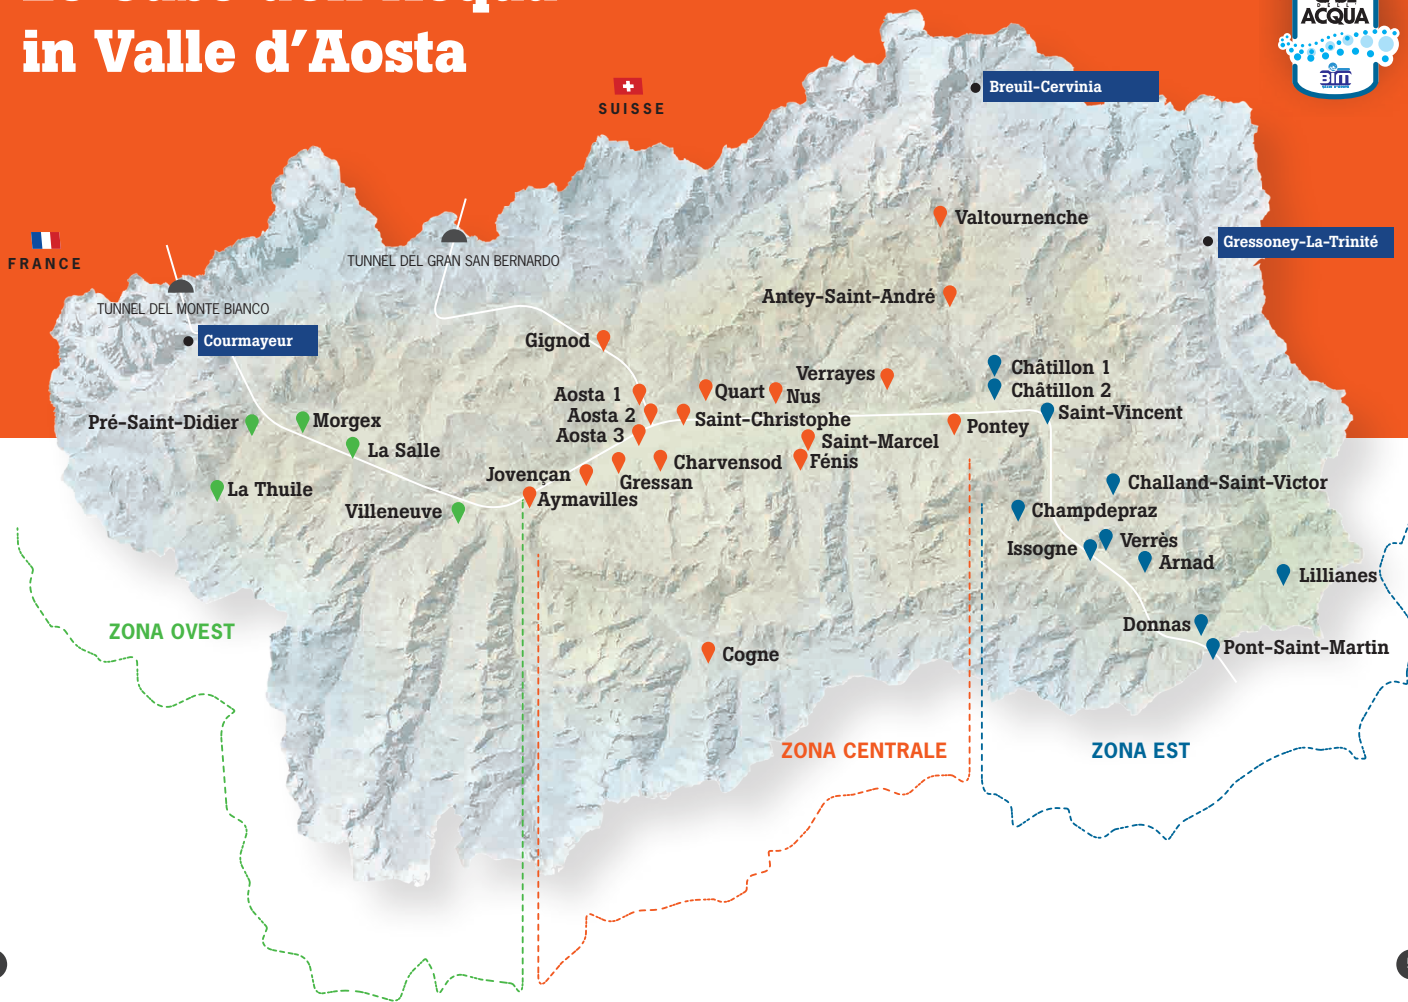 in Valle d'Aosta
ACQUA
BIM
SUISSE
Breuil-Cervinia
FRANCE
Valtournenche
Gressoney-La-Trinité
TUNNEL DEL GRAN SAN BERNARDO
TUNNEL DEL MONTE BIANCO
Antey-Saint-André
Courmayeur
Gignod
Châtillon 1
Verrayes
Châtillon 2
Aosta 1
Quart
Nus
Saint-Vincent
Aosta 2
Saint-Christophe
Pré-Saint-Didier
Morgex
Pontey
Aosta 3
Saint-Marcel
La Salle
Charvensod
Fénis
Jovençan
Gressan
Challand-Saint-Victor
La Thuile
Aymavilles
Villeneuve
Champdepraz
Verrès
Issogne
Arnad
Lillianes
Donnas
ZONA OVEST
Pont-Saint-Martin
Cogne
ZONA CENTRALE
ZONA EST